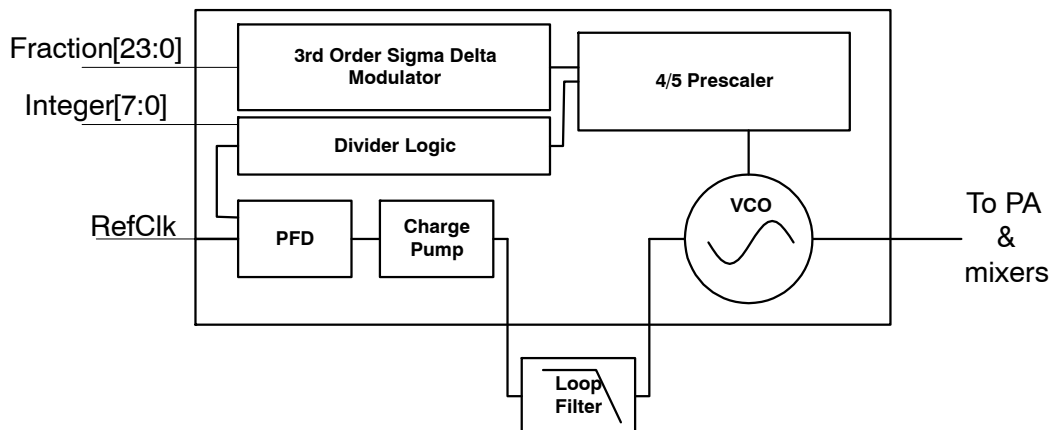 Fraction[23:0]
3rd Order Sigma Delta
Modulator
4/5 Prescaler
Integer[7:0]
Divider Logic
RefClk
PFD
Charge
Pump
VCO
To PA
&
mixers
Loop
Filter